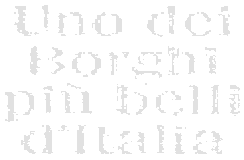 Uno dei
Borghi
più belli
d'Italia